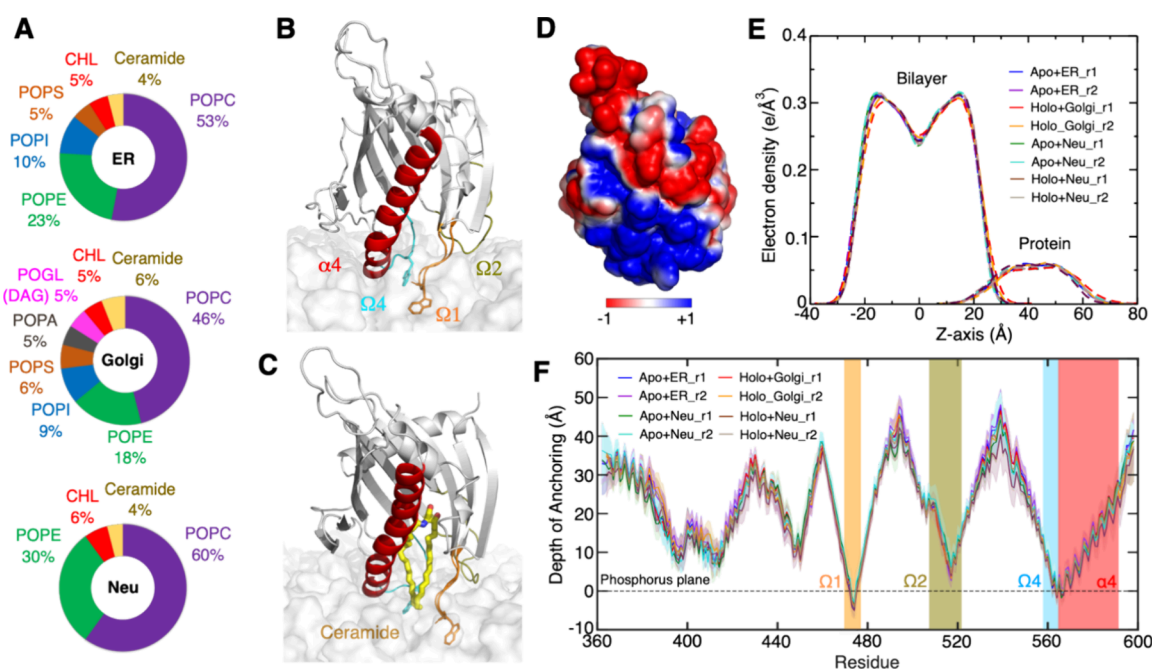 A
CHL
5%
Ceramide
4%
POPS
5%
POPC
53%
POPI
10%
ER
POPE
23%
CHL
5%
Ceramide
6%
POGL
(DAG) 5%
POPC
46%
POPA
5%
Golgi
POPS
6%
POPI
9%
POPE
18%
CHL
6%
Ceramide
4%
POPE
30%
POPC
60%
Neu
B
α4
Ω4
Ω1
Ω2
C
Ceramide
D
-1
+1
E
Electron density (e/Å³)
0.4
0.3
0.2
0.1
0
Bilayer
Protein
Apo+ER_r1
Apo+ER_r2
Holo+Golgi_r1
Holo_Golgi_r2
Apo+Neu_r1
Apo+Neu_r2
Holo+Neu_r1
Holo+Neu_r2
-40 -20 0 20 40 60 80
Z-axis (Å)
F
Depth of Anchoring (Å)
60
50
40
30
20
10
0
-10
Apo+ER_r1 Holo+Golgi_r1
Apo+ER_r2 Holo_Golgi_r2
Apo+Neu_r1 Holo+Neu_r1
Apo+Neu_r2 Holo+Neu_r2
Phosphorus plane
Ω1
Ω2
Ω4
α4
360 400 440 480 520 560 600
Residue